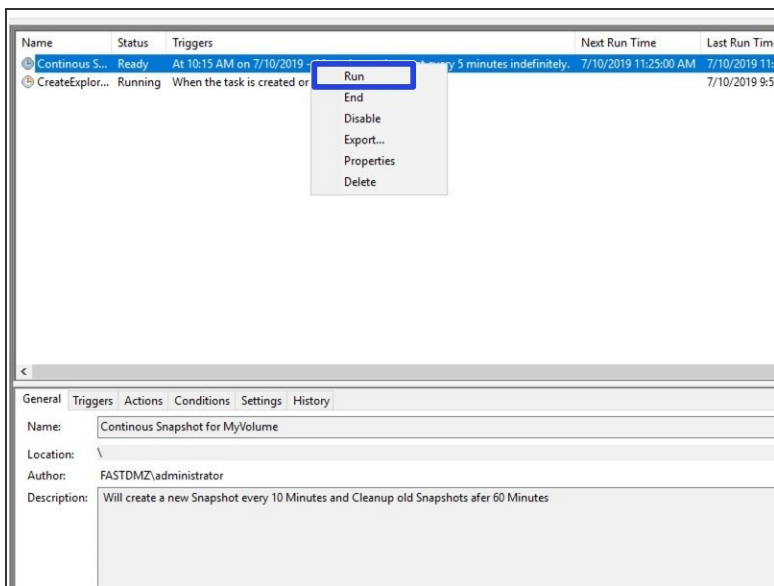 Name Status Triggers Next Run Time Last Run Tim
Continous S... Ready At 10:15 AM on 7/10/2019 - every 5 minutes indefinitely. 7/10/2019 11:25:00 AM 7/10/2019 11:
CreateExplor... Running When the task is created or 7/10/2019 9:5
Run
End
Disable
Export...
Properties
Delete
General Triggers Actions Conditions Settings History
Name: Continous Snapshot for MyVolume
Location: \
Author: FASTDMZ\administrator
Description: Will create a new Snapshot every 10 Minutes and Cleanup old Snapshots afer 60 Minutes